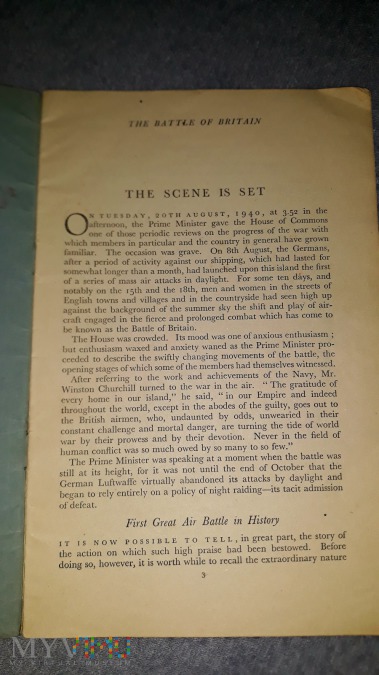 THE BATTLE OF BRITAIN
THE SCENE IS SET
ON TUESDAY, 20TH AUGUST, 1940, at 3.52 in the
afternoon, the Prime Minister gave the House of Commons
one of those periodic reviews on the progress of the war with
which members in particular and the country in general have grown
familiar. The occasion was grave. On 8th August, the Germans,
after a period of activity against our shipping, which had lasted for
somewhat longer than a month, had launched upon this island the first
of a series of mass air attacks in daylight. For some ten days, and
notably on the 15th and the 18th, men and women in the streets of
English towns and villages and in the countryside had seen high up
against the background of the summer sky the shift and play of air-
craft engaged in the fierce and prolonged combat which has come to
be known as the Battle of Britain.
The House was crowded. Its mood was one of anxious enthusiasm ;
but enthusiasm waxed and anxiety waned as the Prime Minister pro-
ceeded to describe the swiftly changing movements of the battle, the
opening stages of which some of the members had themselves witnessed.
After referring to the work and achievements of the Navy, Mr.
Winston Churchill turned to the war in the air. “ The gratitude of
every home in our island,” he said, “ in our Empire and indeed
throughout the world, except in the abodes of the guilty, goes out to
the British airmen, who, undaunted by odds, unwearied in their
constant challenge and mortal danger, are turning the tide of world
war by their prowess and by their devotion. Never in the field of
human conflict was so much owed by so many to so few.”
The Prime Minister was speaking at a moment when the battle was
still at its height, for it was not until the end of October that the
German Luftwaffe virtually abandoned its attacks by daylight and
began to rely entirely on a policy of night raiding—its tacit admission
of defeat.
First Great Air Battle in History
IT IS NOW POSSIBLE TO TELL, in great part, the story of
the action on which such high praise had been bestowed. Before
doing so, however, it is worth while to recall the extraordinary nature
3
MY VIRTUAL MUSEUM